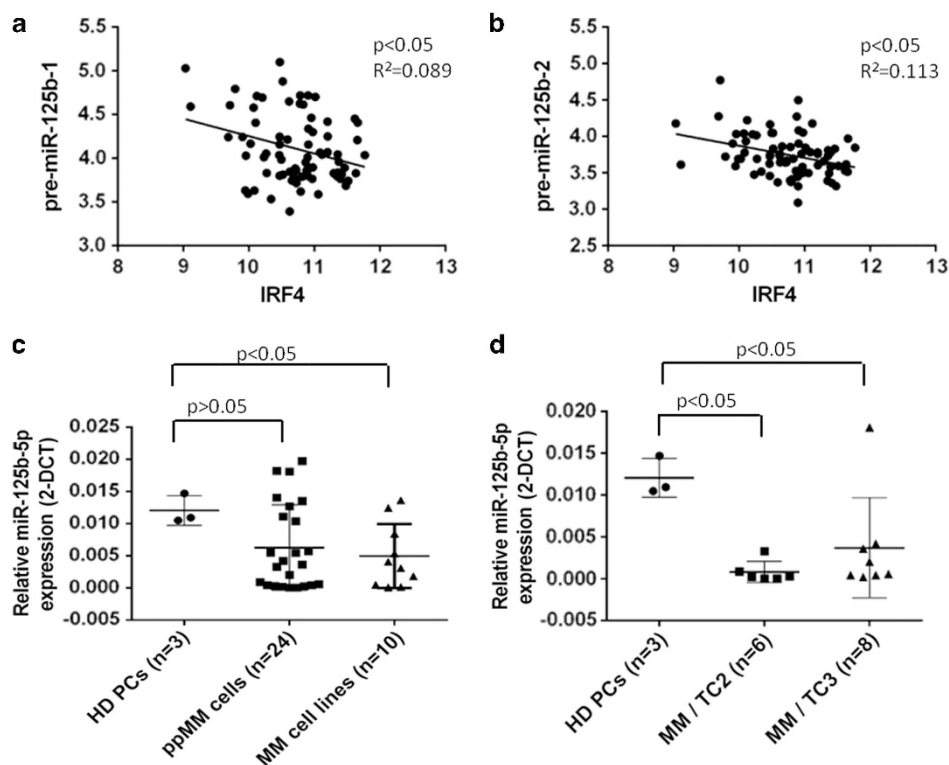 a
p<0.05
R²=0.089
pre-miR-125b-1
5.5
5.0
4.5
4.0
3.5
3.0
8 9 10 11 12 13
IRF4
b
p<0.05
R²=0.113
pre-miR-125b-2
5.5
5.0
4.5
4.0
3.5
3.0
2.5
8 9 10 11 12 13
IRF4
c
p<0.05
p>0.05
Relative miR-125b-5p
expression (2-DCT)
0.025
0.020
0.015
0.010
0.005
0.000
-0.005
HD PCs (n=3)
ppMM cells (n=24)
MM cell lines (n=10)
d
p<0.05
p<0.05
Relative miR-125b-5p
expression (2-DCT)
0.020
0.015
0.010
0.005
0.000
-0.005
HD PCs (n=3)
MM / TC2 (n=6)
MM / TC3 (n=8)